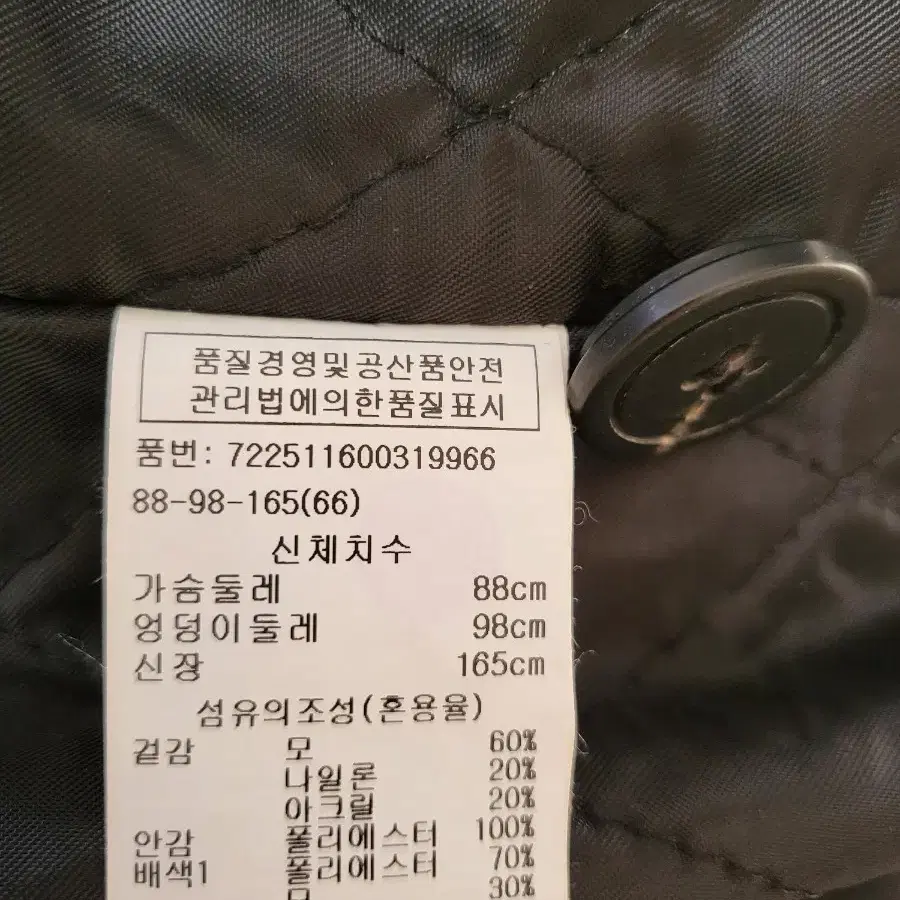 품질경영및공산품안전
관리법에의한품질표시
품번: 722511600319966
88-98-165(66)
신체치수
가슴둘레 88cm
엉덩이둘레 98cm
신장 165cm
섬유의조성(혼용율)
겉감 모 60%
나일론 20%
아크릴 20%
안감 폴리에스터 100%
배색1 폴리에스터 70%
30%